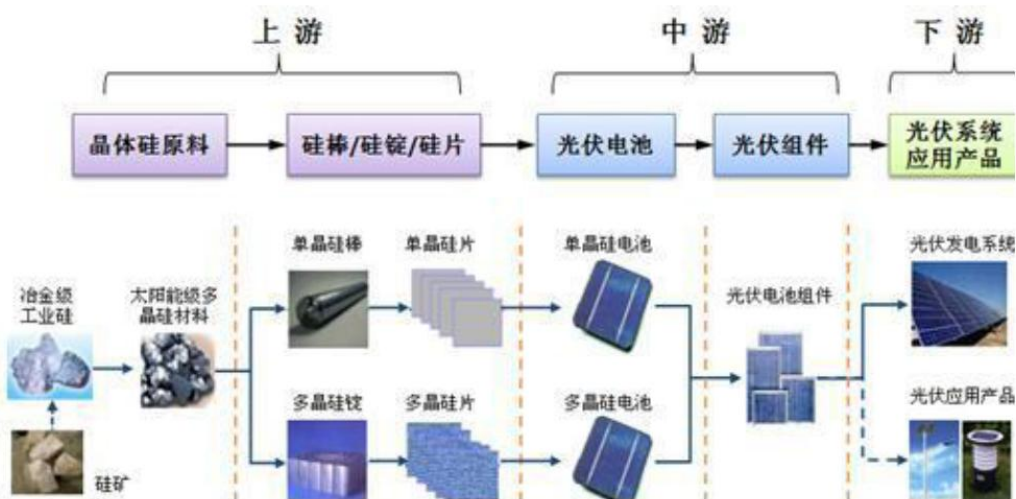 上 游
中 游
下 游
晶体硅原料
硅棒/硅锭/硅片
光伏电池
光伏组件
光伏系统
应用产品
单晶硅棒
单晶硅片
单晶硅电池
光伏发电系统
冶金级
工业硅
太阳能级多
晶硅材料
光伏电池组件
多晶硅锭
多晶硅片
多晶硅电池
光伏应用产品
硅矿